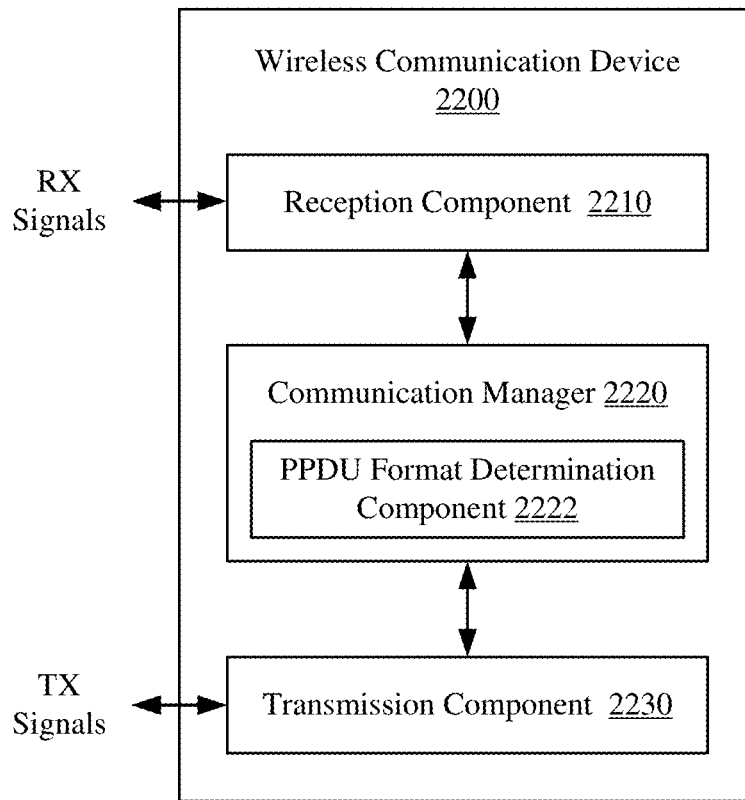 Wireless Communication Device
2200
RX
Signals
Reception Component 2210
Communication Manager 2220
PPDU Format Determination
Component 2222
TX
Signals
Transmission Component 2230